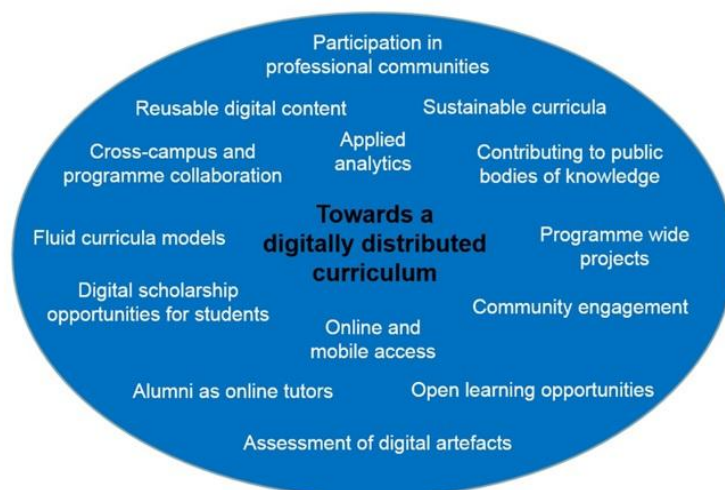 Participation in
professional communities
Reusable digital content
Sustainable curricula
Cross-campus and
programme collaboration
Applied
analytics
Contributing to public
bodies of knowledge
Towards a
digitally distributed
curriculum
Fluid curricula models
Programme wide
projects
Digital scholarship
opportunities for students
Community engagement
Online and
mobile access
Alumni as online tutors
Open learning opportunities
Assessment of digital artefacts